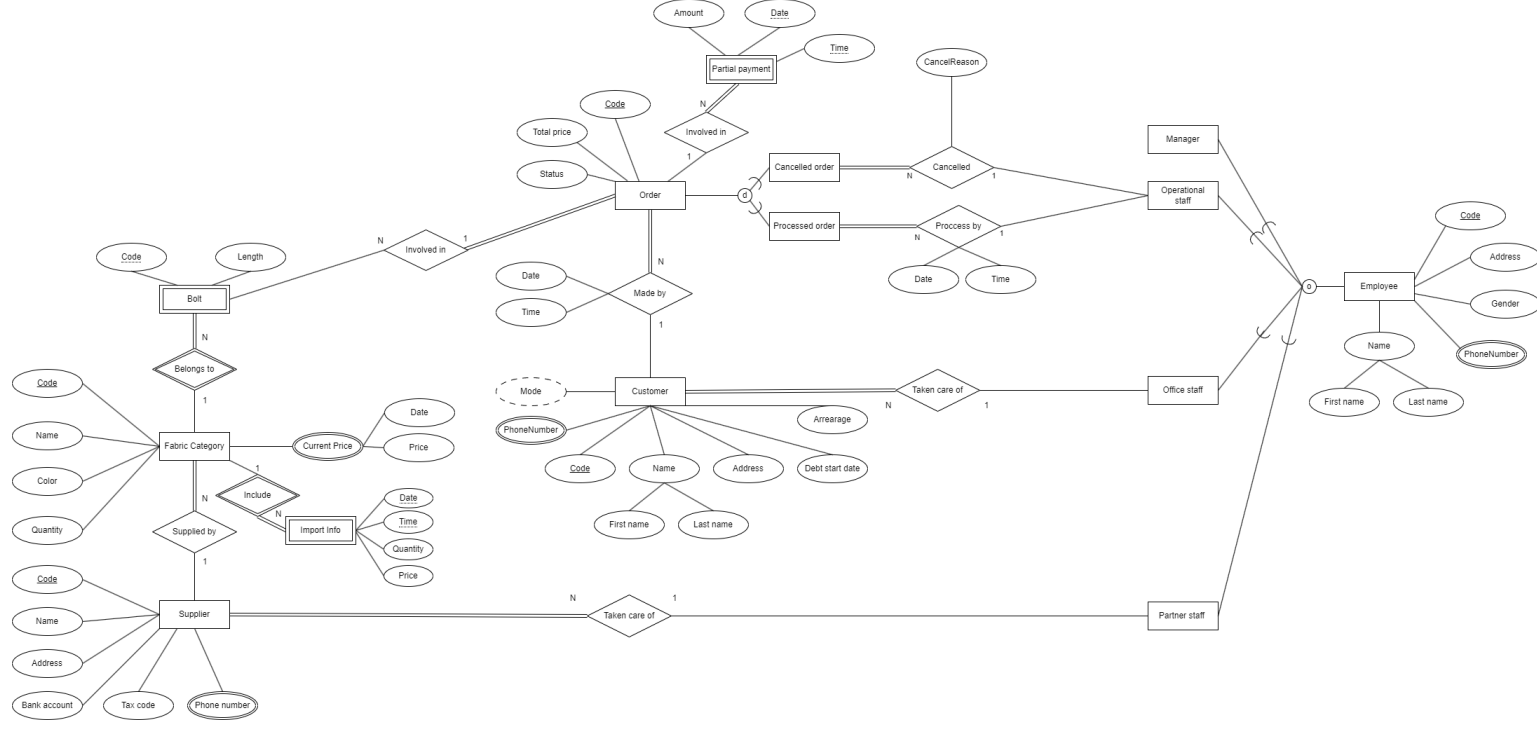 Amount
Date
Time
Partial payment
CancelReason
Code
N
Total price
Involved in
Manager
1
Cancelled order
Cancelled
Status
N
1
Order
d
Operational
staff
Code
Processed order
Proccess by
N
1
N
1
Involved in
Code
Length
Address
N
Date
Time
Date
Bolt
Made by
o
Employee
Gender
Time
1
N
Name
PhoneNumber
Belongs to
Code
Mode
Customer
Taken care of
Office staff
1
N
1
First name
Last name
Date
Arrearage
PhoneNumber
Name
Fabric Category
Current Price
Price
1
Code
Name
Address
Debt start date
Color
Include
N
Date
N
Time
First name
Last name
Quantity
Supplied by
Import Info
Quantity
1
Price
Code
N
1
Supplier
Taken care of
Partner staff
Name
Address
Bank account
Tax code
Phone number